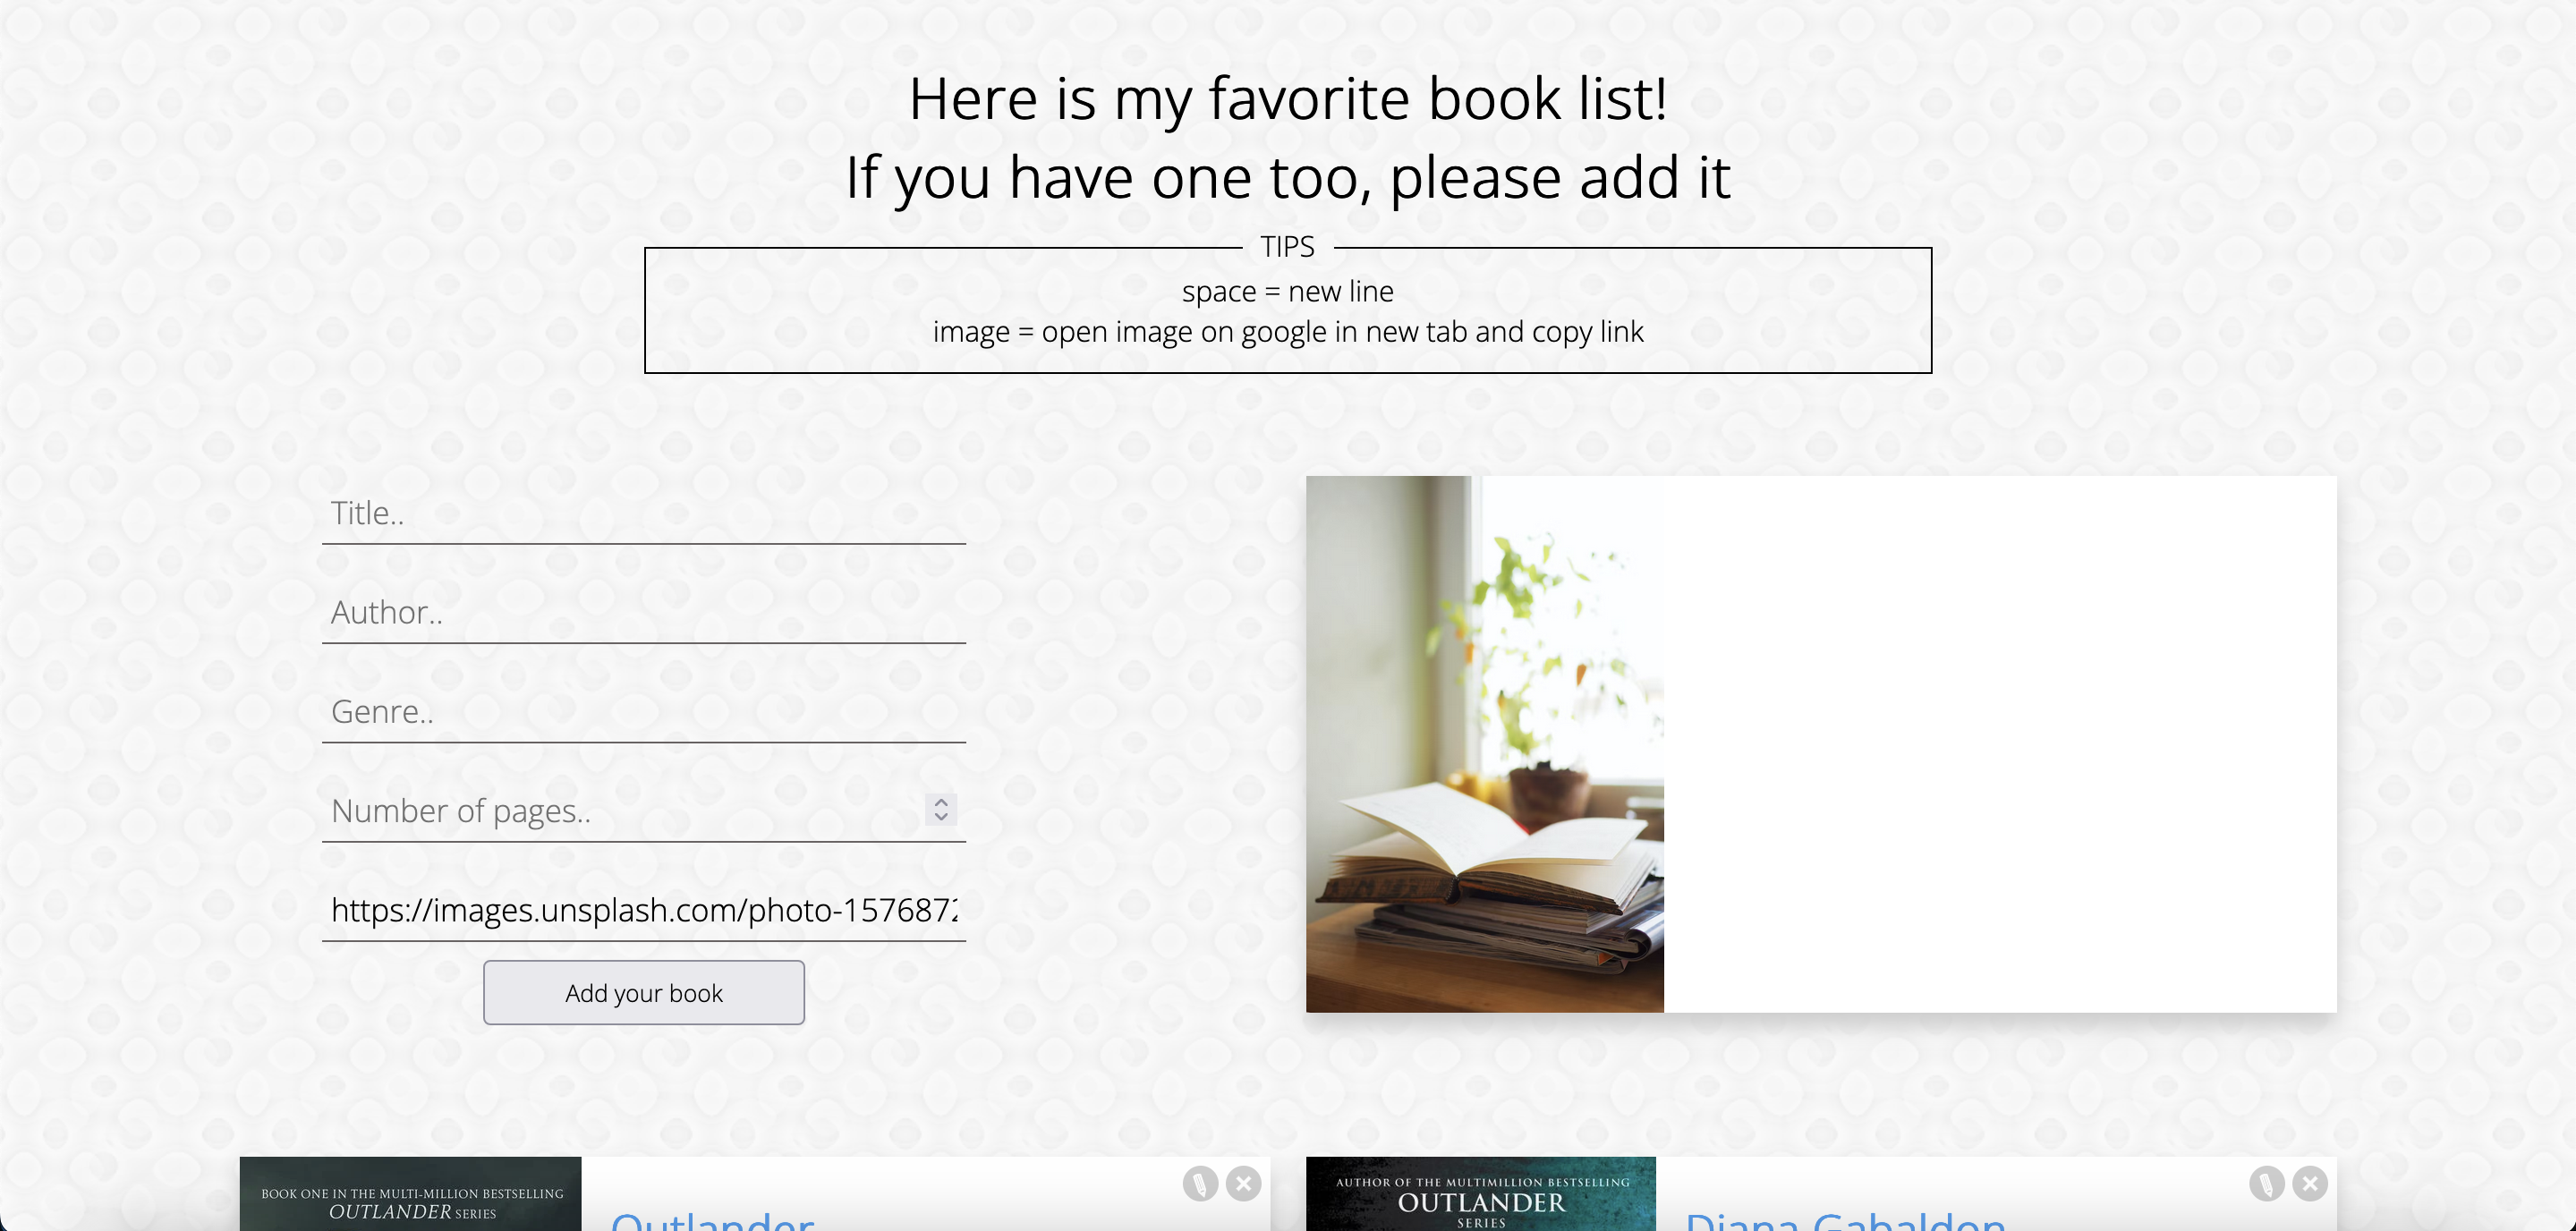 Here is my favorite book list!
If you have one too, please add it
TIPS
space = new line
image = open image on google in new tab and copy link
Title..
Author..
Genre..
Number of pages..
https://images.unsplash.com/photo-157687
Add your book
BOOK ONE IN THE MULTI-MILLION BESTSELLING
OUTLANDER SERIES
Outlander
AUTHOR OF THE MULTIMILLION BESTSELLING
OUTLANDER
SERIES
Diana Gabaldon